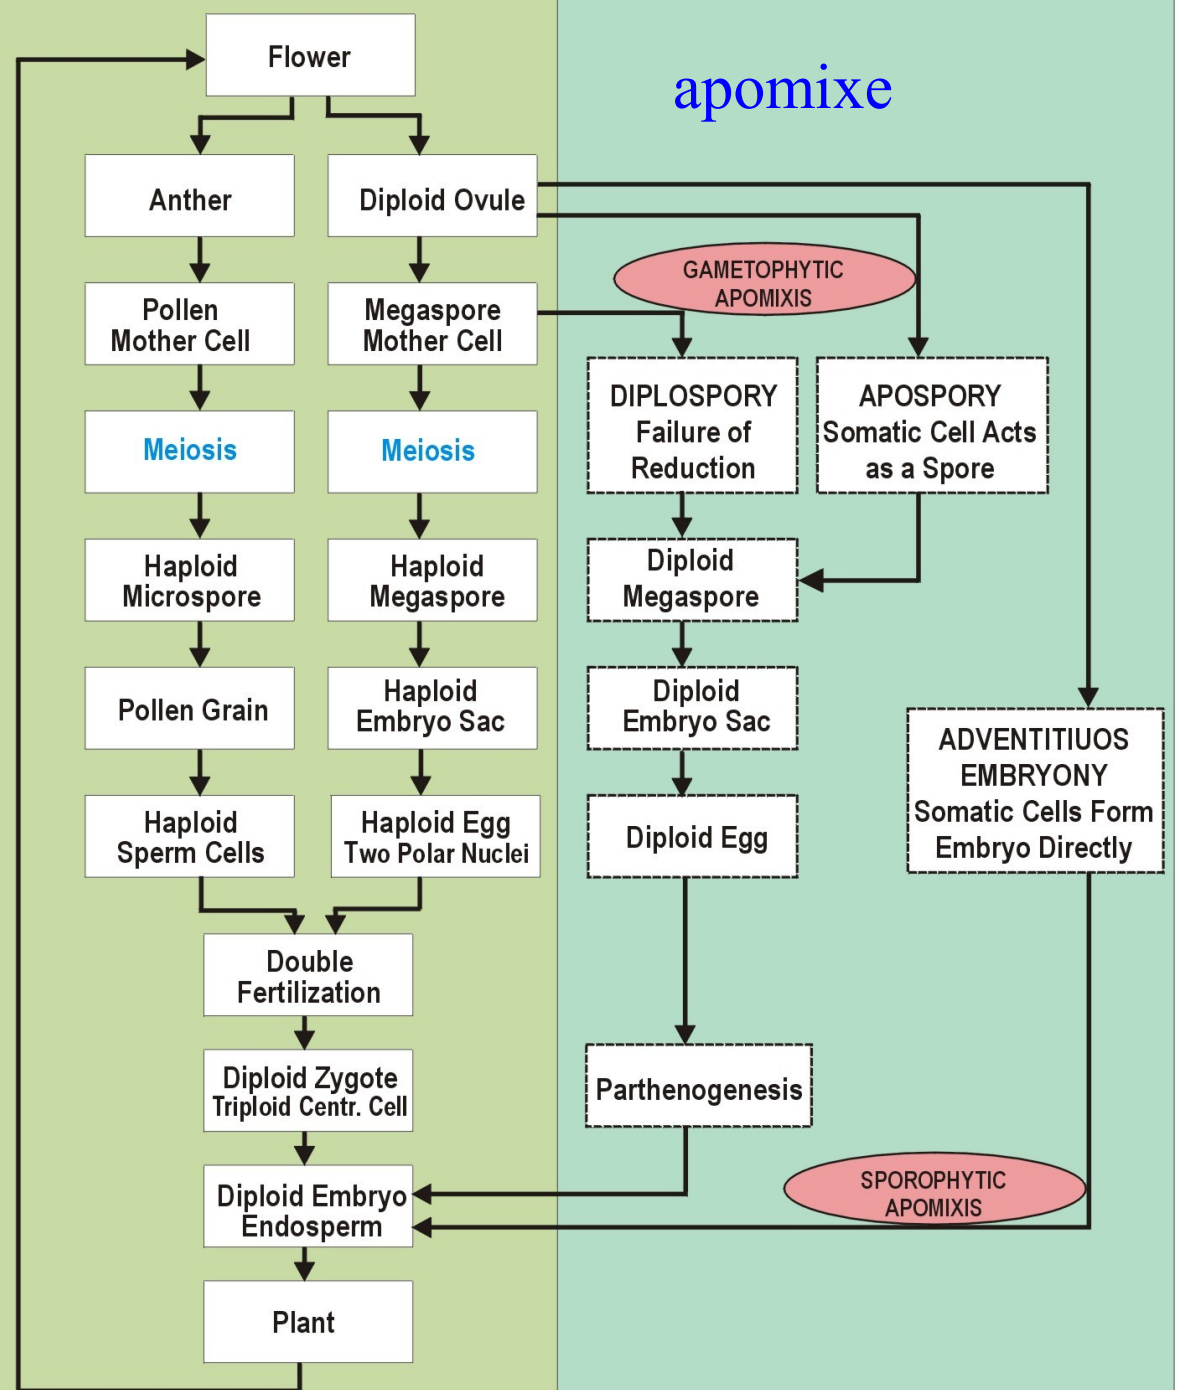 Flower
apomixe
Anther
Diploid Ovule
GAMETOPHYTIC
APOMIXIS
Pollen
Mother Cell
Megaspore
Mother Cell
DIPLOSPORY
Failure of
Reduction
APOSPORY
Somatic Cell Acts
as a Spore
Meiosis
Meiosis
Haploid
Microspore
Haploid
Megaspore
Diploid
Megaspore
Pollen Grain
Haploid
Embryo Sac
Diploid
Embryo Sac
ADVENTITIUOS
EMBRYONY
Somatic Cells Form
Embryo Directly
Haploid
Sperm Cells
Haploid Egg
Two Polar Nuclei
Diploid Egg
Double
Fertilization
Diploid Zygote
Triploid Centr. Cell
Parthenogenesis
Diploid Embryo
Endosperm
SPOROPHYTIC
APOMIXIS
Plant